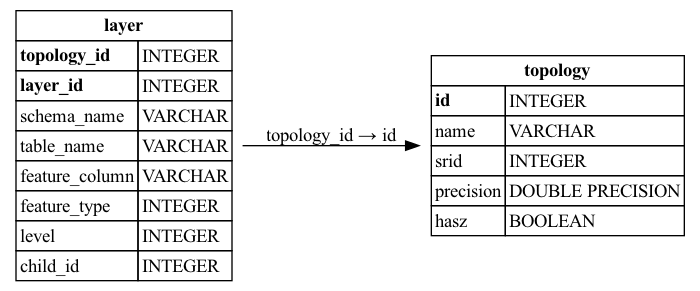 layer
topology_id INTEGER
layer_id INTEGER
schema_name VARCHAR
table_name VARCHAR
feature_column VARCHAR
feature_type INTEGER
level INTEGER
child_id INTEGER
topology_id → id
topology
id INTEGER
name VARCHAR
srid INTEGER
precision DOUBLE PRECISION
hasz BOOLEAN